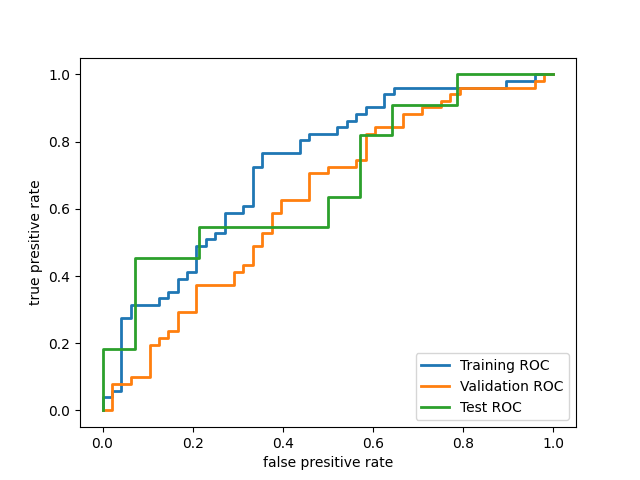 1.0
0.8
0.6
0.4
0.2
0.0
true presitive rate
0.0 0.2 0.4 0.6 0.8 1.0
false presitive rate
Training ROC
Validation ROC
Test ROC